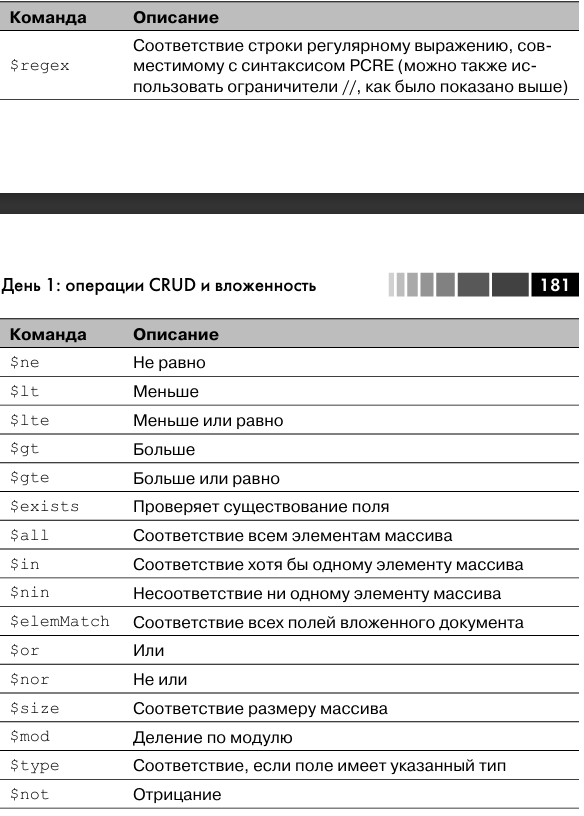 Команда Описание
$regex Соответствие строки регулярному выражению, сов-
местимому с синтаксисом PCRE (можно также ис-
пользовать ограничители //, как было показано выше)
День 1: операции CRUD и вложенность 181
Команда Описание
$ne Не равно
$lt Меньше
$lte Меньше или равно
$gt Больше
$gte Больше или равно
$exists Проверяет существование поля
$all Соответствие всем элементам массива
$in Соответствие хотя бы одному элементу массива
$nin Несоответствие ни одному элементу массива
$elemMatch Соответствие всех полей вложенного документа
$or Или
$nor Не или
$size Соответствие размеру массива
$mod Деление по модулю
$type Соответствие, если поле имеет указанный тип
$not Отрицание